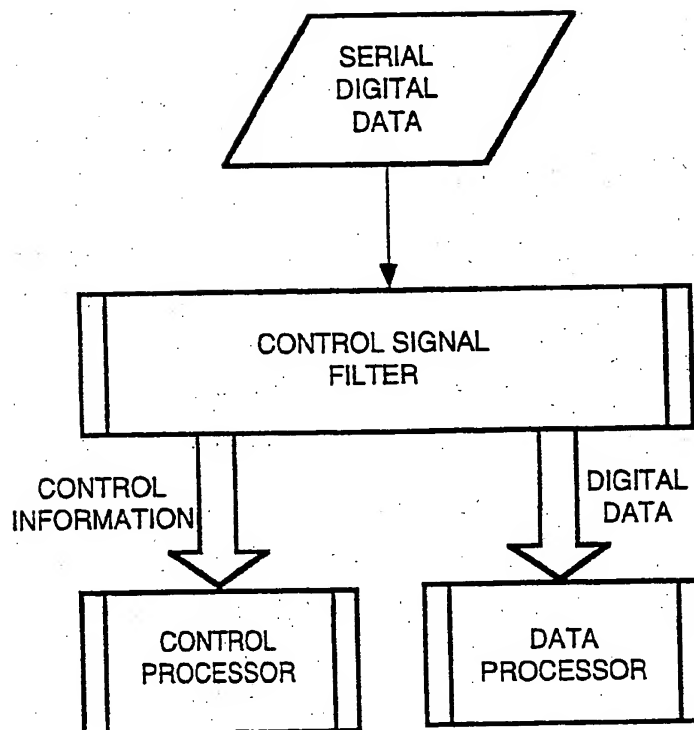 SERIAL
DIGITAL
DATA
CONTROL SIGNAL
FILTER
CONTROL
INFORMATION
DIGITAL
DATA
CONTROL
PROCESSOR
DATA
PROCESSOR